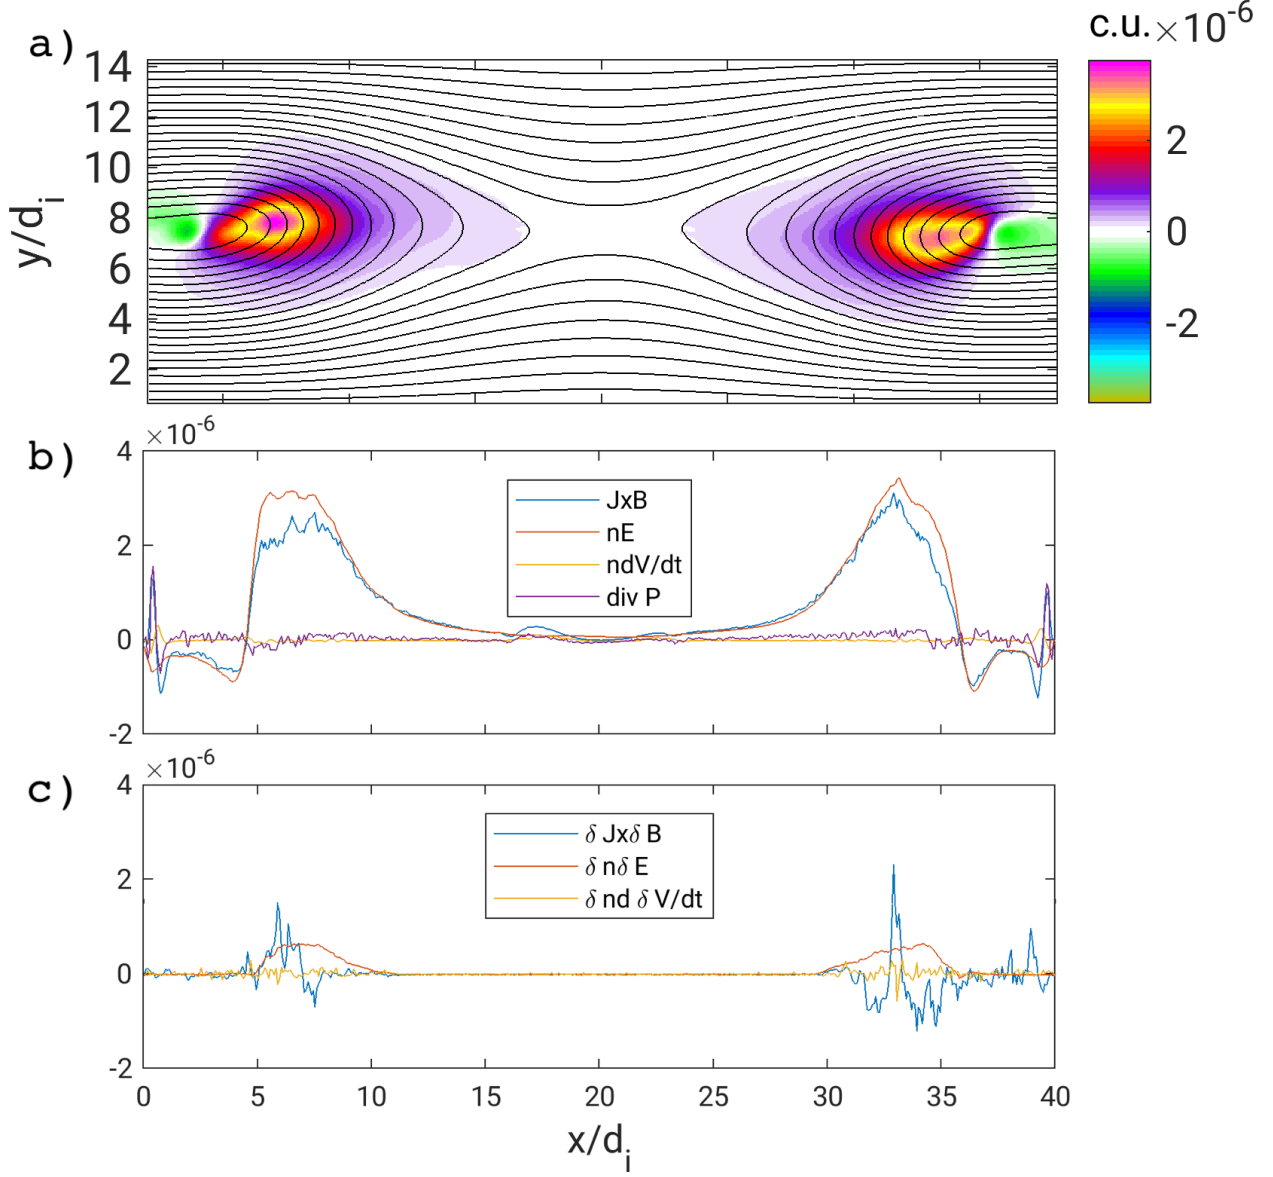 a)
c.u. ×10-6
14
12
10
8
6
4
2
y/di
2
0
-2
b)
×10-6
4
2
0
-2
JxB
nE
ndV/dt
div P
c)
×10-6
4
2
0
-2
δ Jxδ B
δ nδ E
δ nd δ V/dt
0 5 10 15 20 25 30 35 40
x/di